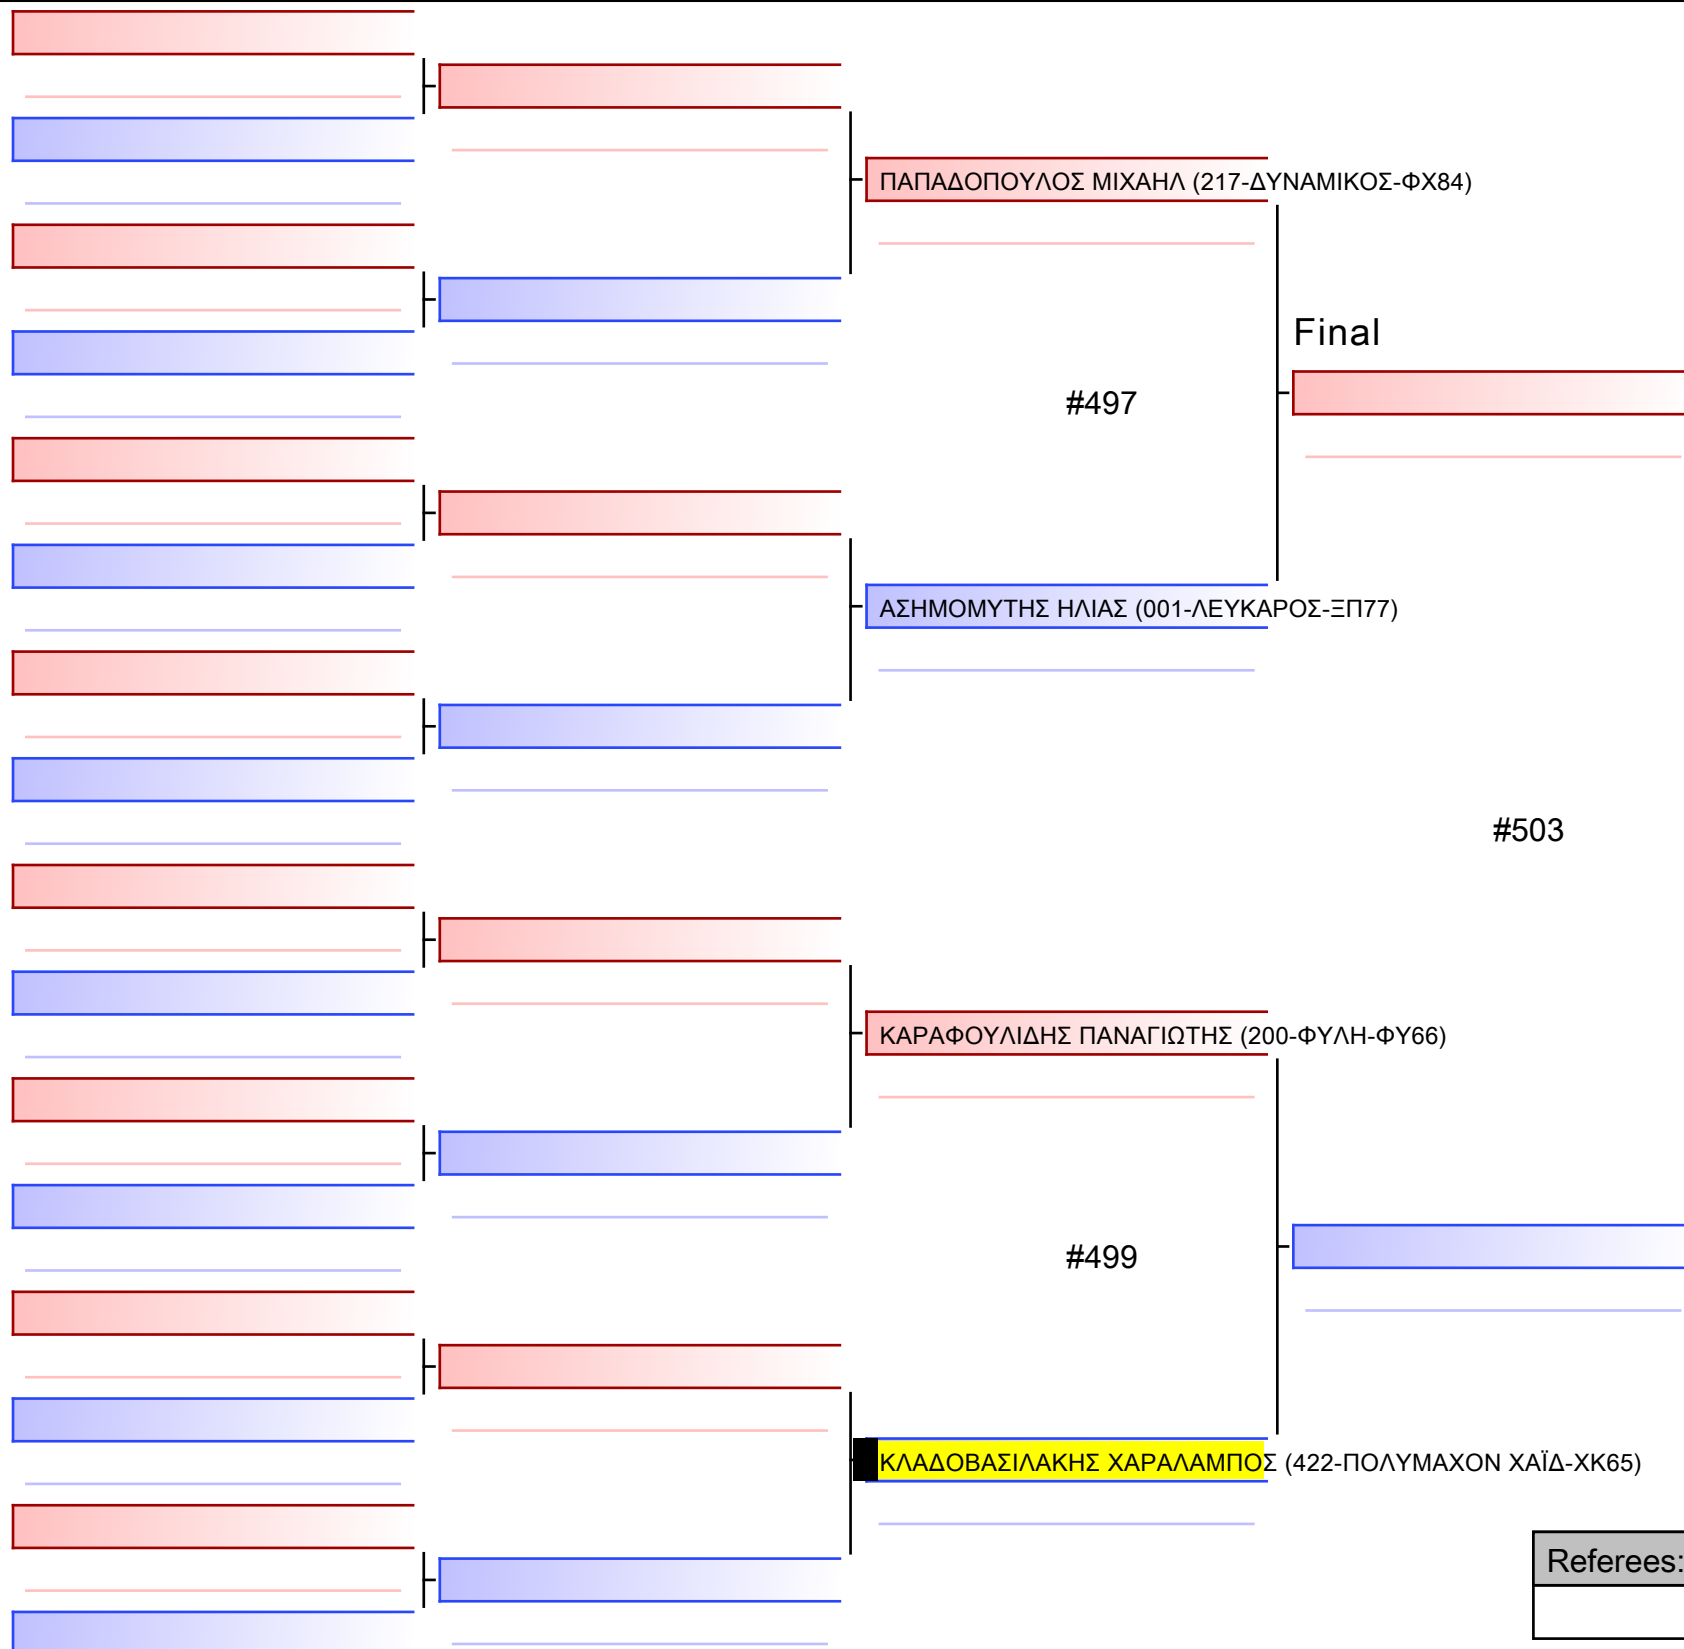 ΠΑΠΑΔΟΠΟΥΛΟΣ ΜΙΧΑΗΛ (217-ΔΥΝΑΜΙΚΟΣ-ΦΧ84)
Final
#497
ΑΣΗΜΟΜΥΤΗΣ ΗΛΙΑΣ (001-ΛΕΥΚΑΡΟΣ-ΞΠ77)
#503
ΚΑΡΑΦΟΥΛΙΔΗΣ ΠΑΝΑΓΙΩΤΗΣ (200-ΦΥΛΗ-ΦΥ66)
#499
ΚΛΑΔΟΒΑΣΙΛΑΚΗΣ ΧΑΡΑΛΑΜΠΟΣ (422-ΠΟΛΥΜΑΧΟΝ ΧΑΪΔ-ΧΚ65)
Referees: